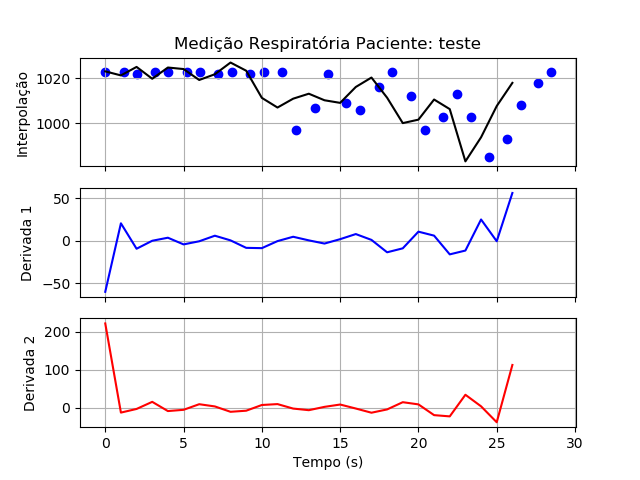 Medição Respiratória Paciente: teste
1020
1000
Interpolação
50
0
−50
Derivada 1
200
100
0
Derivada 2
0 5 10 15 20 25 30
Tempo (s)